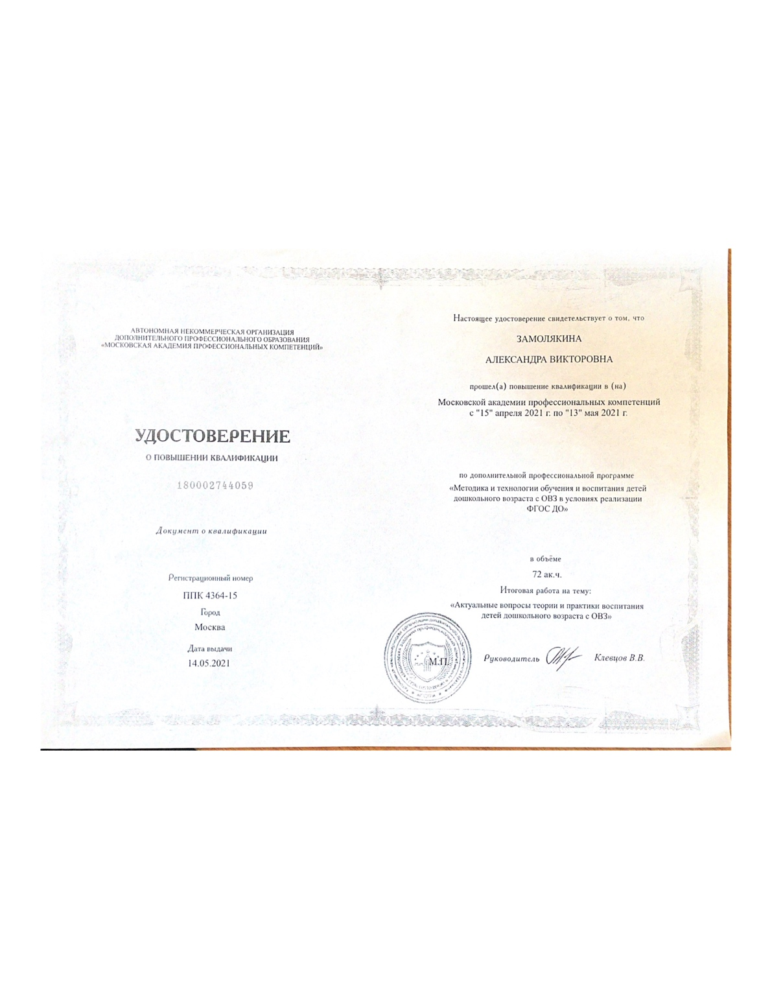 АВТОНОМНАЯ НЕКОММЕРЧЕСКАЯ ОРГАНИЗАЦИЯ
ДОПОЛНИТЕЛЬНОГО ПРОФЕССИОНАЛЬНОГО ОБРАЗОВАНИЯ
«МОСКОВСКАЯ АКАДЕМИЯ ПРОФЕССИОНАЛЬНЫХ КОМПЕТЕНЦИЙ»
УДОСТОВЕРЕНИЕ
О ПОВЫШЕНИИ КВАЛИФИКАЦИИ
180002744059
Документ о квалификации
Регистрационный номер
ППК 4364-15
Город
Москва
Дата выдачи
14.05.2021
Настоящее удостоверение свидетельствует о том, что
ЗАМОЛЯКИНА
АЛЕКСАНДРА ВИКТОРОВНА
прошел(а) повышение квалификации в (на)
Московской академии профессиональных компетенций
с "15" апреля 2021 г. по "13" мая 2021 г.
по дополнительной профессиональной программе
«Методика и технологии обучения и воспитания детей
дошкольного возраста с ОВЗ в условиях реализации
ФГОС ДО»
в объёме
72 ак.ч.
Итоговая работа на тему:
«Актуальные вопросы теории и практики воспитания
детей дошкольного возраста с ОВЗ»
М.П.
Руководитель Клевцов В.В.